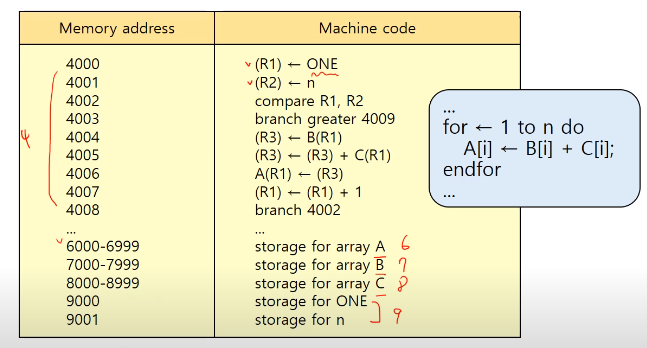 Memory address Machine code
4000 (R1) ← ONE
4001 (R2) ← n
4002 compare R1, R2
4003 branch greater 4009
4004 (R3) ← B(R1)
4005 (R3) ← (R3) + C(R1)
4006 A(R1) ← (R3)
4007 (R1) ← (R1) + 1
4008 branch 4002
... ...
6000-6999 storage for array A 6
7000-7999 storage for array B 7
8000-8999 storage for array C 8
9000 storage for ONE
9001 storage for n 9
4
...
for ← 1 to n do
A[i] ← B[i] + C[i];
endfor
...